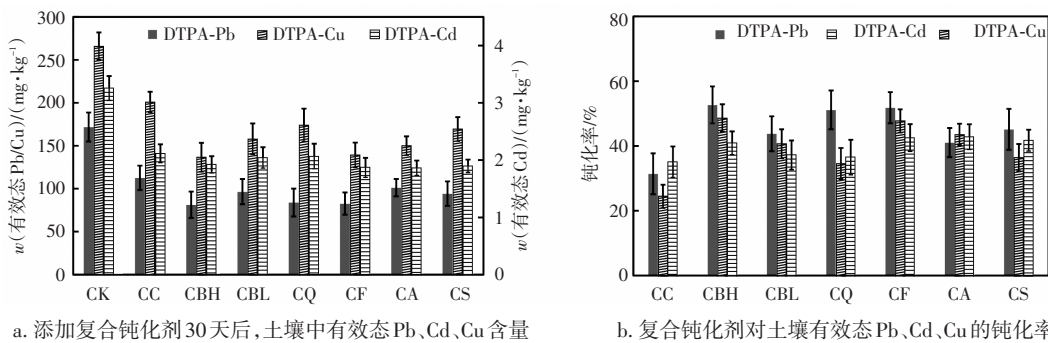 300
250
200
150
100
50
0
w(有效态Pb/Cu)/(mg·kg⁻¹)
DTPA-Pb DTPA-Cu DTPA-Cd
4
3
2
1
0
w(有效态Cd)/(mg·kg⁻¹)
CK CC CBH CBL CQ CF CA CS
a. 添加复合钝化剂30天后,土壤中有效态Pb、Cd、Cu含量
80
60
40
20
0
钝化率/%
DTPA-Pb DTPA-Cd DTPA-Cu
CC CBH CBL CQ CF CA CS
b. 复合钝化剂对土壤有效态Pb、Cd、Cu的钝化率